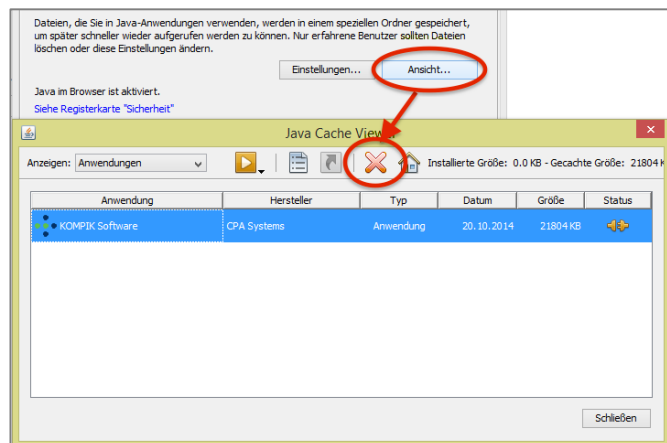 Dateien, die Sie in Java-Anwendungen verwenden, werden in einem speziellen Ordner gespeichert,
um später schneller wieder aufgerufen werden zu können. Nur erfahrene Benutzer sollten Dateien
löschen oder diese Einstellungen ändern.
Einstellungen... Ansicht...
Java im Browser ist aktiviert.
Siehe Registerkarte "Sicherheit"
Java Cache View
Anzeigen: Anwendungen Installierte Größe: 0.0 KB - Gecachte Größe: 21804 K
Anwendung Hersteller Typ Datum Größe Status
KOMPIK Software CPA Systems Anwendung 20.10.2014 21804 KB
Schließen